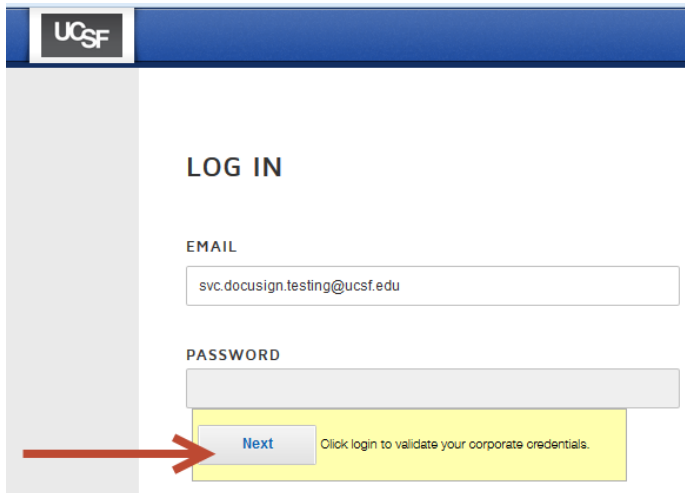 UCSF
LOG IN
EMAIL
svc.docusign.testing@ucsf.edu
PASSWORD
Next Click login to validate your corporate credentials.